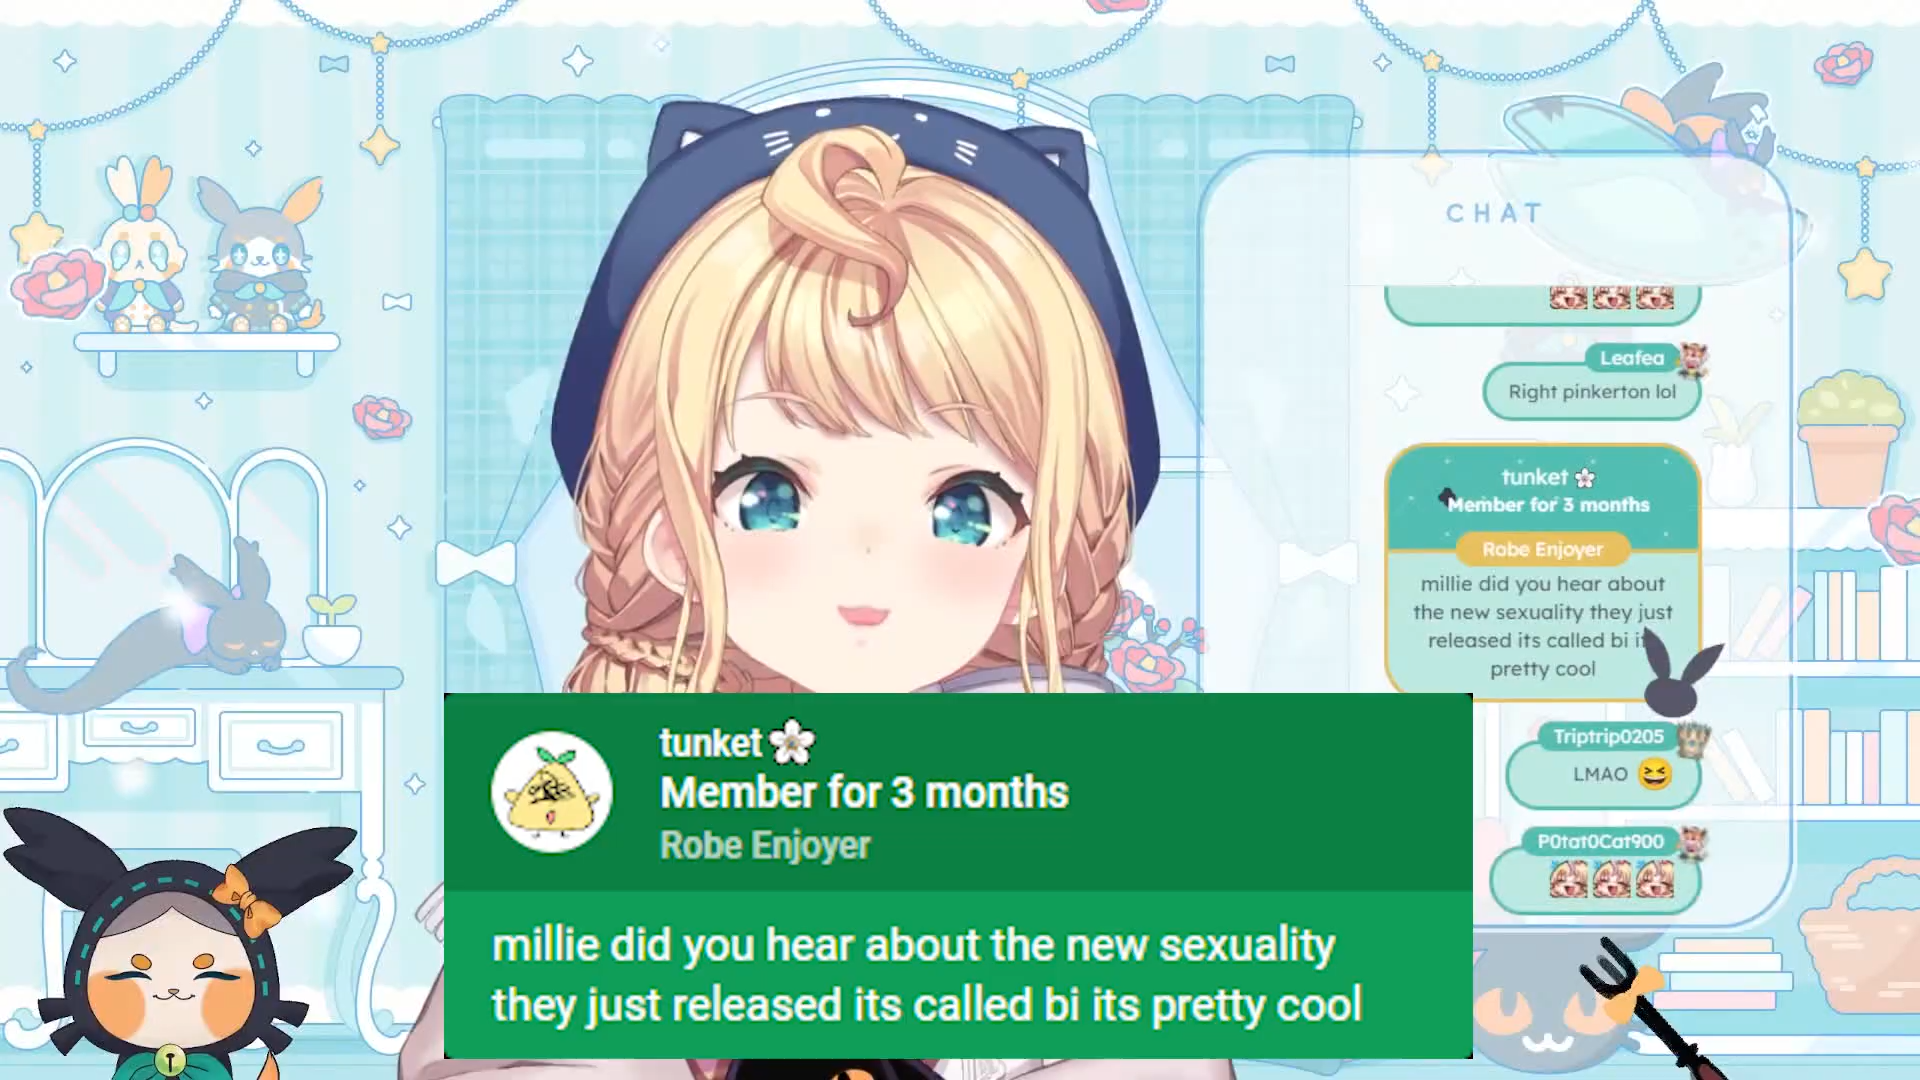 CHAT
Leafea
Right pinkerton lol
tunket
Member for 3 months
Robe Enjoyer
millie did you hear about
the new sexuality they just
released its called bi it
pretty cool
Triptrip0205
LMAO
P0tat0Cat900
tunket
Member for 3 months
Robe Enjoyer
millie did you hear about the new sexuality
they just released its called bi its pretty cool